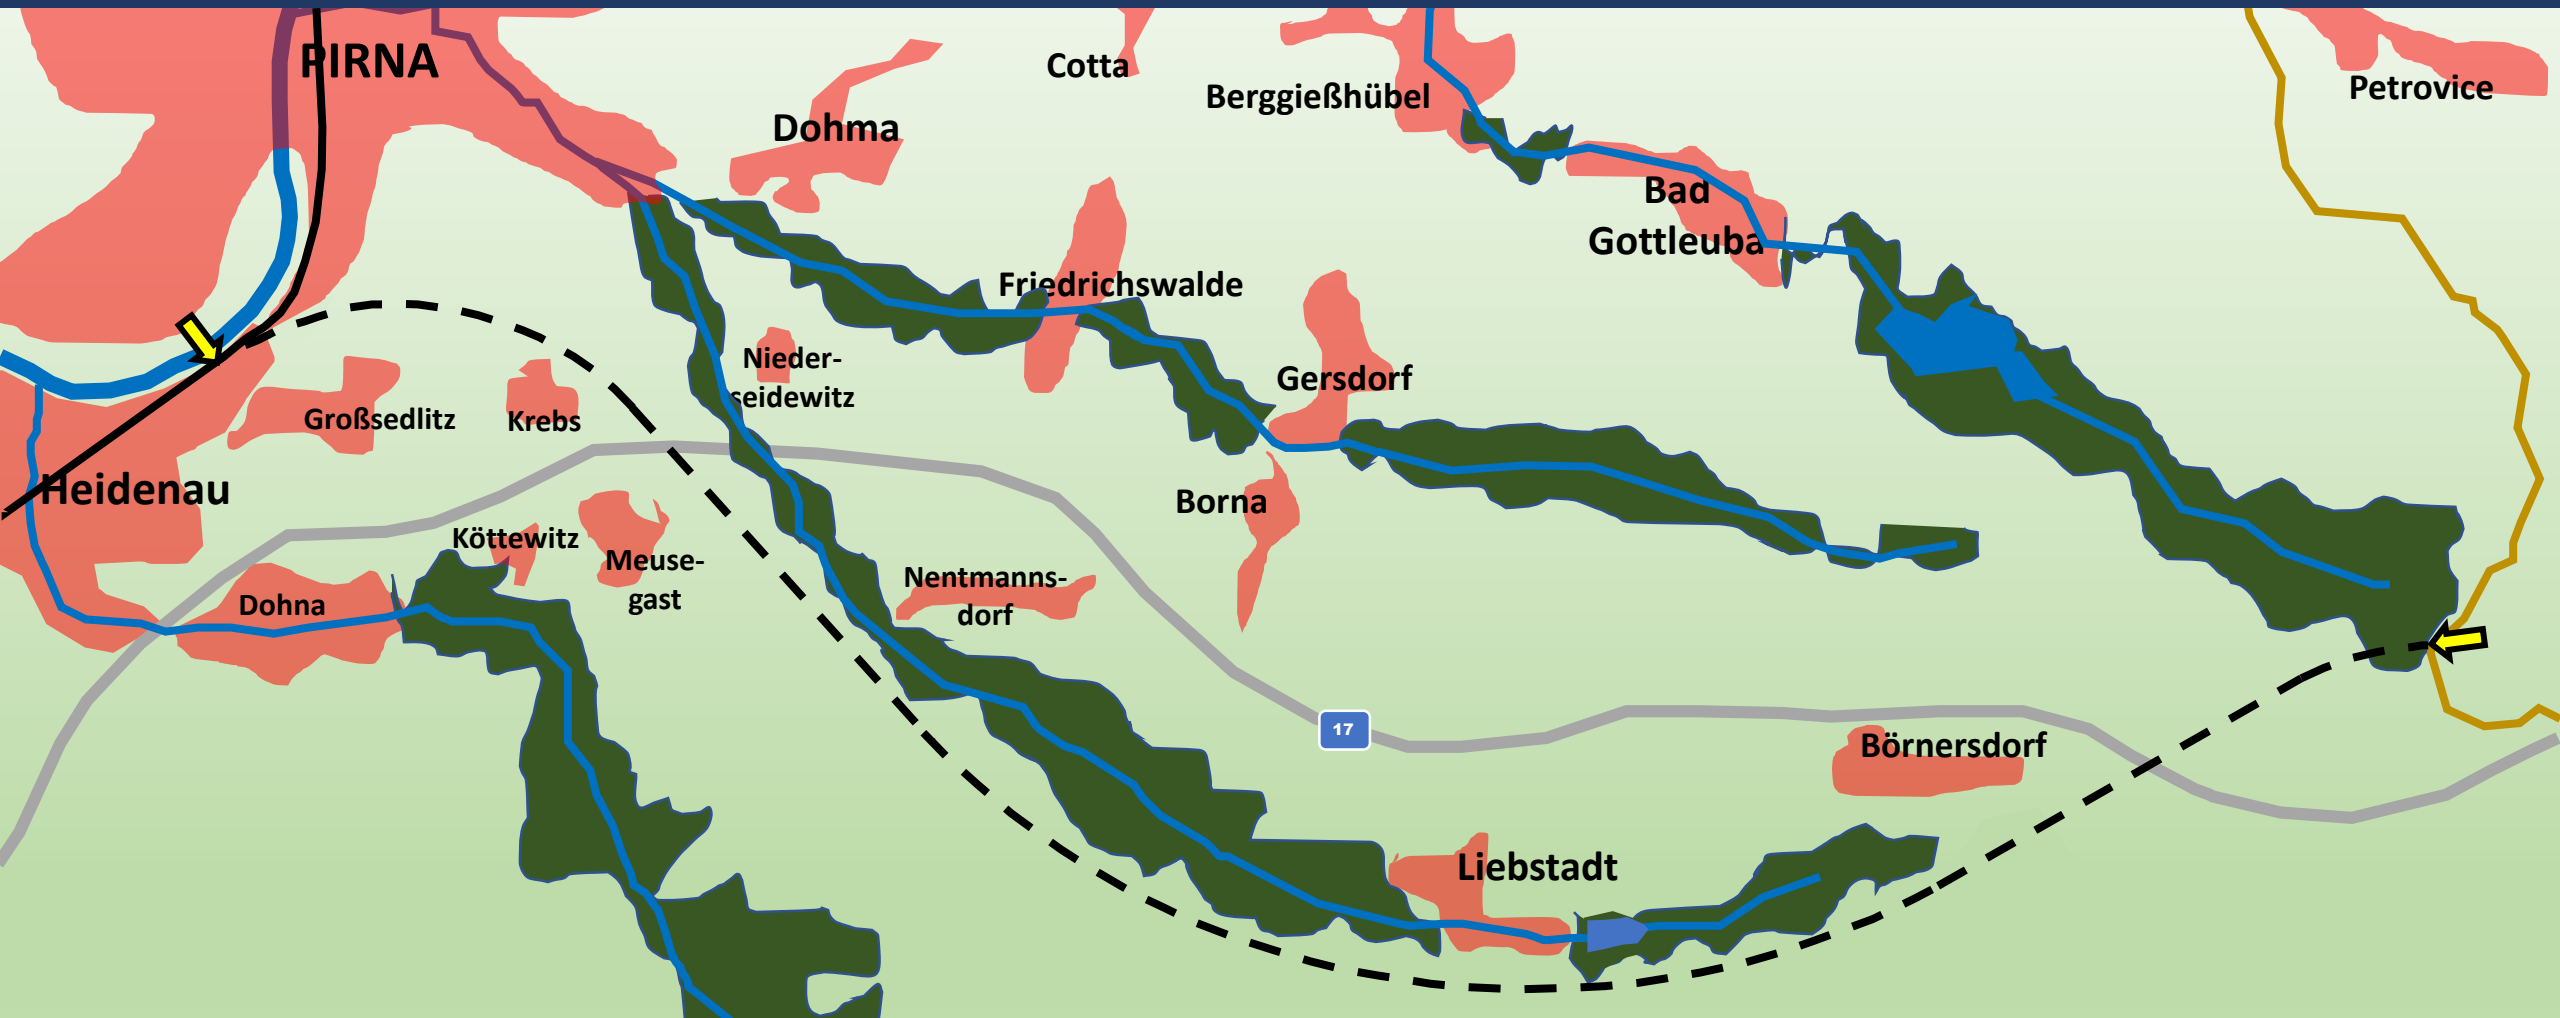 PIRNA
Cotta
Berggießhübel
Petrovice
Dohma
Bad
Gottleuba
Friedrichswalde
Nieder-
seidewitz
Gersdorf
Großsedlitz
Krebs
Heidenau
Borna
Köttewitz
Meuse-
gast
Nentmanns-
dorf
Dohna
17
Börnersdorf
Liebstadt